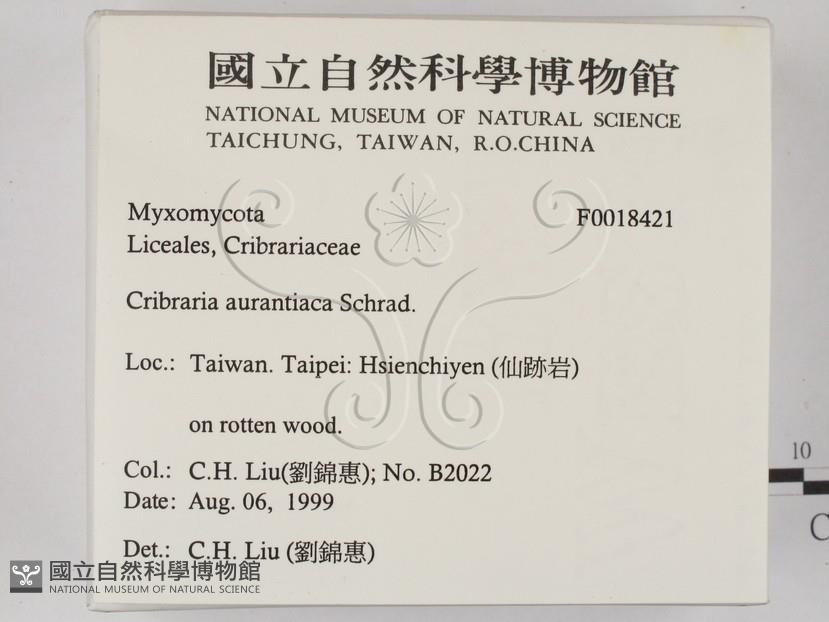 國立自然科學博物館
NATIONAL MUSEUM OF NATURAL SCIENCE
TAICHUNG, TAIWAN, R.O.CHINA
Myxomycota F0018421
Liceales, Cribrariaceae
Cribraria aurantiaca Schrad.
Loc.: Taiwan. Taipei: Hsienchiyen (仙跡岩)
on rotten wood.
Col.: C.H. Liu(劉錦惠); No. B2022
Date: Aug. 06, 1999
Det.: C.H. Liu (劉錦惠)
國立自然科學博物館
NATIONAL MUSEUM OF NATURAL SCIENCE
10
C